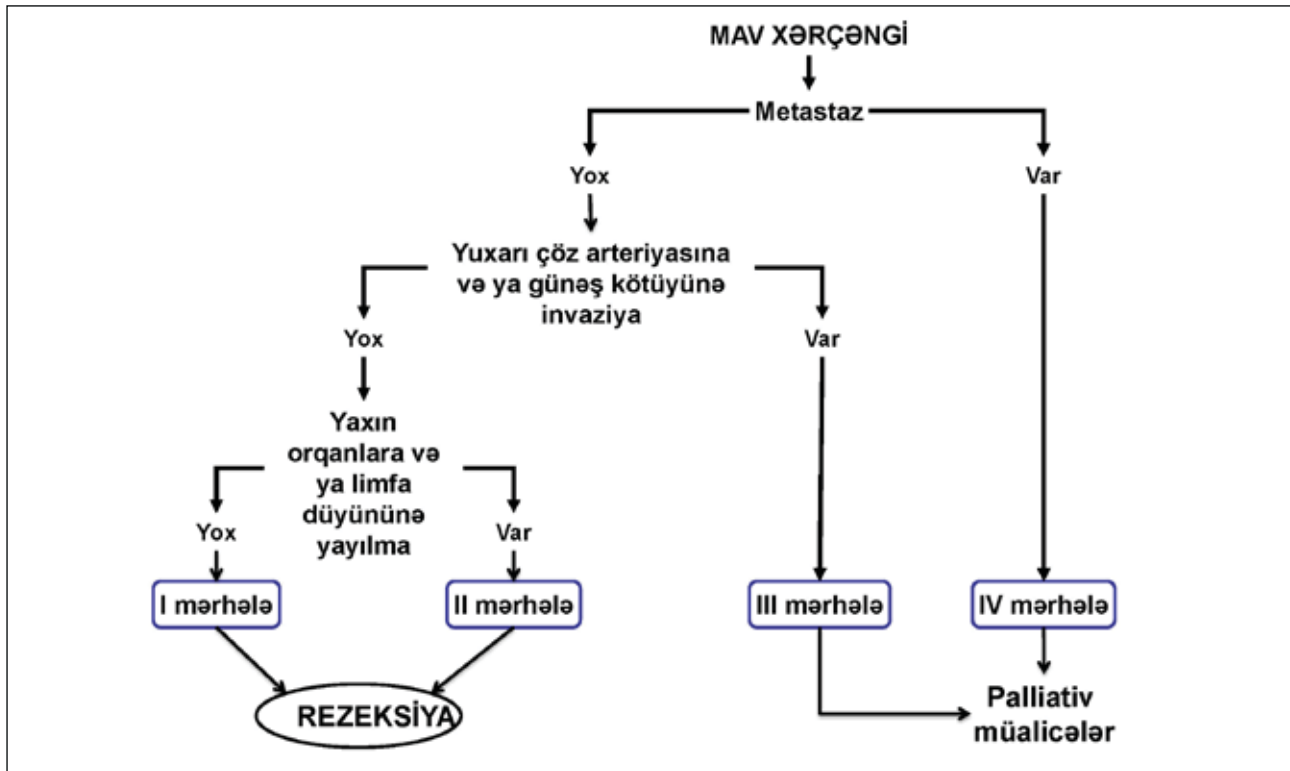 MAV XƏRÇƏNGİ
Metastaz
Yox
Var
Yuxarı çöz arteriyasına
və ya günəş kötüyünə
invaziya
Yox
Var
Yaxın
orqanlara və
ya limfa
düyününə
yayılma
Yox
Var
I mərhələ
II mərhələ
III mərhələ
IV mərhələ
REZEKSİYA
Palliativ
müalicələr